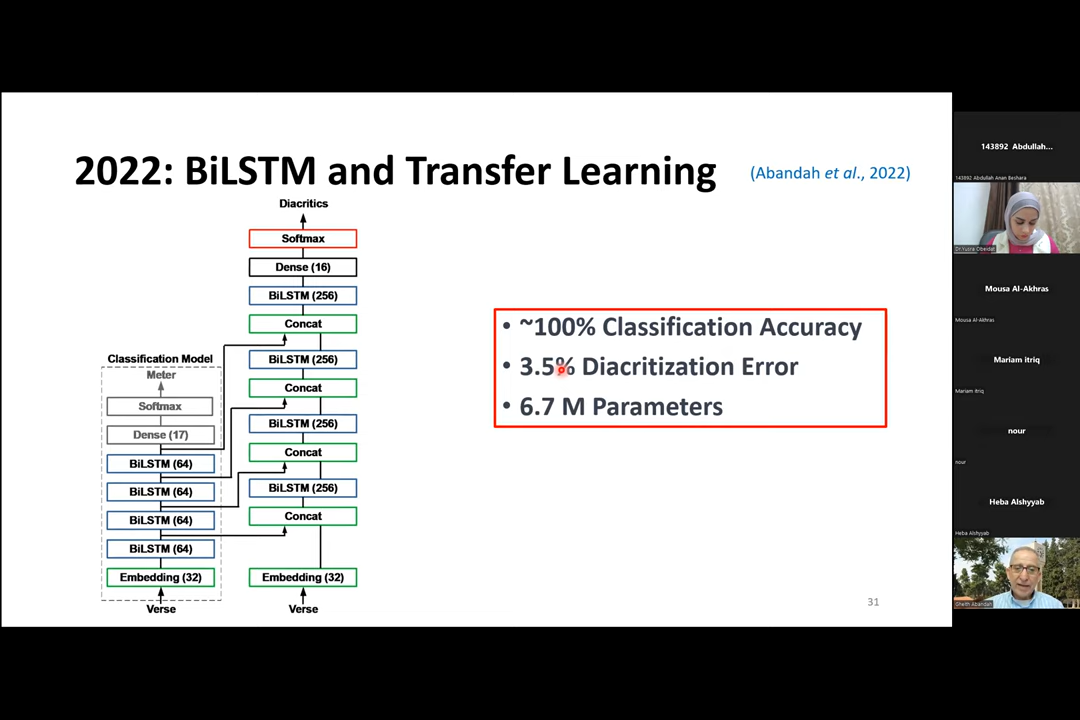 2022: BiLSTM and Transfer Learning
(Abandah et al., 2022)
Diacritics
Softmax
Dense (16)
BiLSTM (256)
Concat
BiLSTM (256)
Concat
BiLSTM (256)
Concat
BiLSTM (256)
Concat
Embedding (32)
Verse
Classification Model
Meter
Softmax
Dense (17)
BiLSTM (64)
BiLSTM (64)
BiLSTM (64)
BiLSTM (64)
Embedding (32)
Verse
• ~100% Classification Accuracy
• 3.5% Diacritization Error
• 6.7 M Parameters
31
143892 Abdullah...
143892 Abdullah Anan Beshara
Dr.Yusra Obeidat
Mousa Al-Akhras
Mousa Al-Akhras
Mariam itriq
Mariam itriq
nour
nour
Heba Alshyyab
Heba Alshyyab
Gheith Abandah